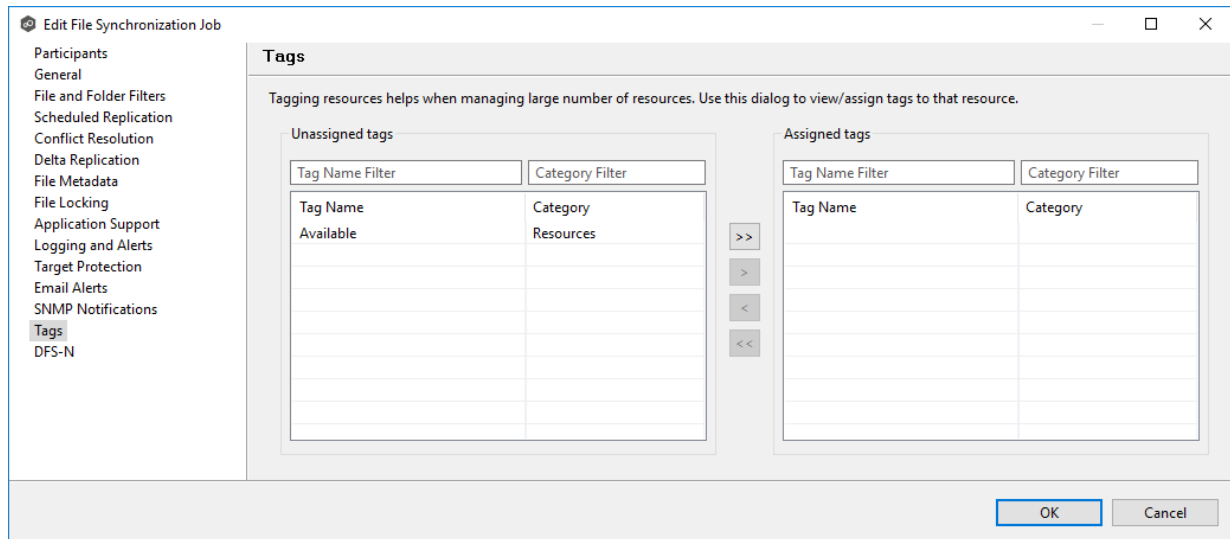 Edit File Synchronization Job
Participants
General
File and Folder Filters
Scheduled Replication
Conflict Resolution
Delta Replication
File Metadata
File Locking
Application Support
Logging and Alerts
Target Protection
Email Alerts
SNMP Notifications
Tags
DFS-N
Tags
Tagging resources helps when managing large number of resources. Use this dialog to view/assign tags to that resource.
Unassigned tags
Tag Name Filter Category Filter
Tag Name Category
Available Resources
>>
>
<
<<
Assigned tags
Tag Name Filter Category Filter
Tag Name Category
OK Cancel